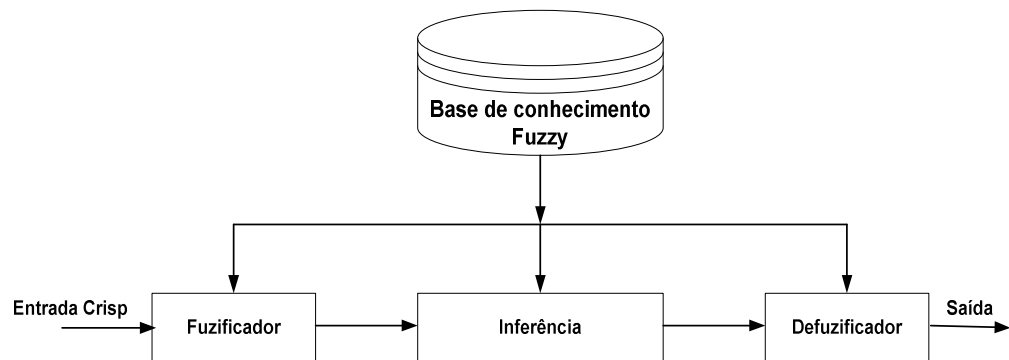 Base de conhecimento
Fuzzy
Entrada Crisp
Fuzificador
Inferência
Defuzificador
Saída